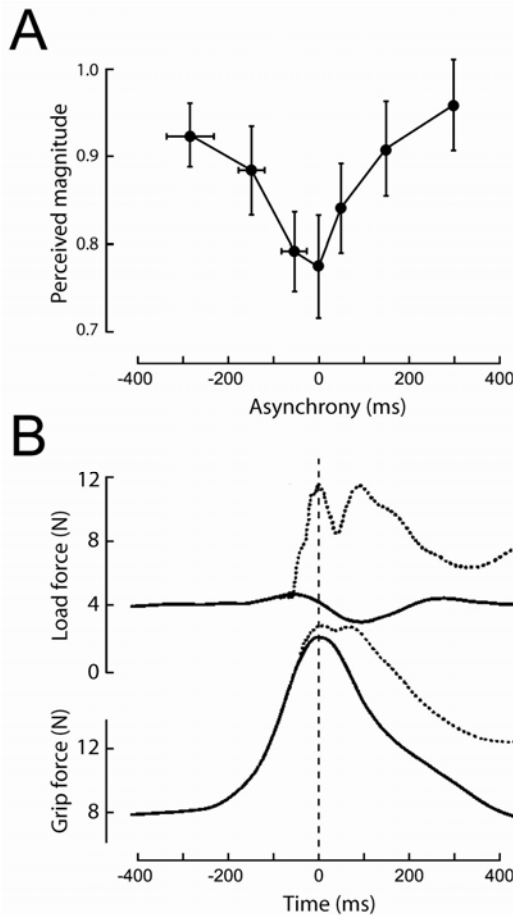 A
Perceived magnitude
1.0
0.9
0.8
0.7
-400 -200 0 200 400
Asynchrony (ms)
B
Load force (N)
12
8
4
0
Grip force (N)
12
8
-400 -200 0 200 400
Time (ms)